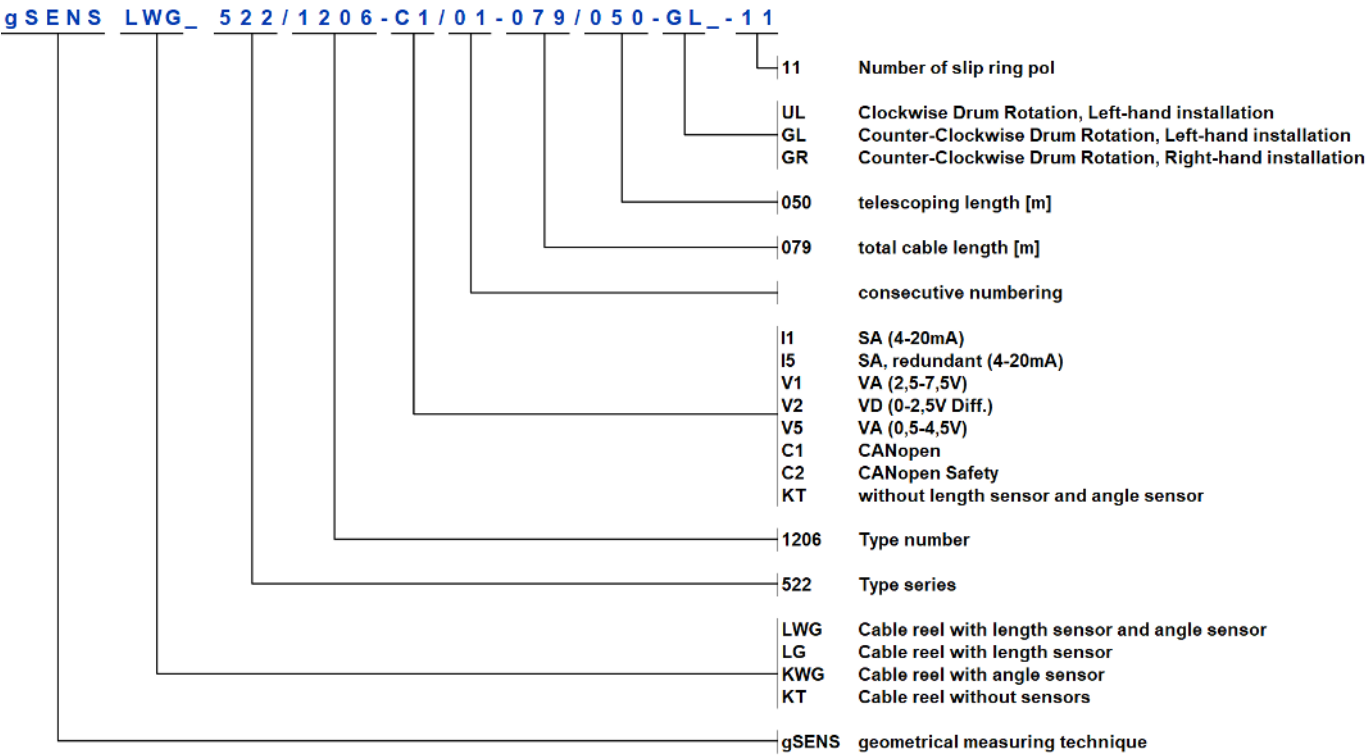 gSENS LWG_ 522/1206-C1/01-079/050-GL_-11
11 Number of slip ring pol
UL Clockwise Drum Rotation, Left-hand installation
GL Counter-Clockwise Drum Rotation, Left-hand installation
GR Counter-Clockwise Drum Rotation, Right-hand installation
050 telescoping length [m]
079 total cable length [m]
consecutive numbering
I1 SA (4-20mA)
I5 SA, redundant (4-20mA)
V1 VA (2,5-7,5V)
V2 VD (0-2,5V Diff.)
V5 VA (0,5-4,5V)
C1 CANopen
C2 CANopen Safety
KT without length sensor and angle sensor
1206 Type number
522 Type series
LWG Cable reel with length sensor and angle sensor
LG Cable reel with length sensor
KWG Cable reel with angle sensor
KT Cable reel without sensors
gSENS geometrical measuring technique